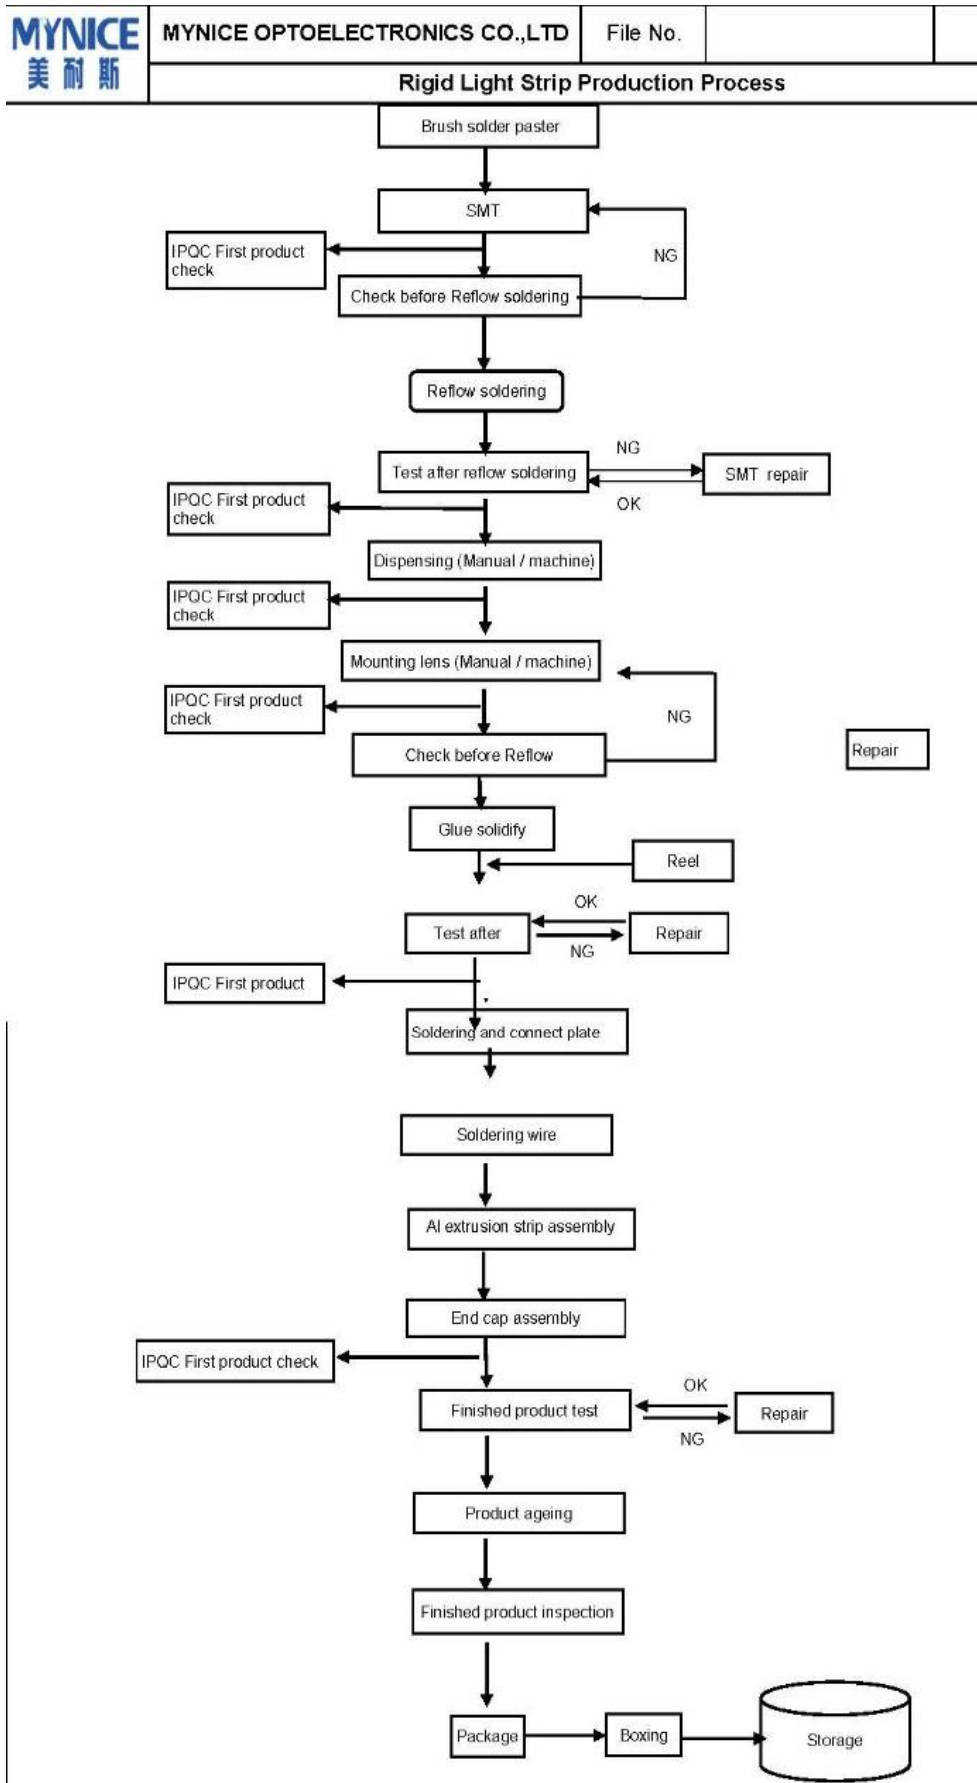 MYNICE
美耐斯
MYNICE OPTOELECTRONICS CO.,LTD
File No.
Rigid Light Strip Production Process
Brush solder paster
SMT
IPQC First product
check
NG
Check before Reflow soldering
Reflow soldering
NG
Test after reflow soldering
SMT repair
OK
IPQC First product
check
Dispensing (Manual / machine)
IPQC First product
check
Mounting lens (Manual / machine)
IPQC First product
check
NG
Check before Reflow
Repair
Glue solidify
Reel
OK
Test after
Repair
NG
IPQC First product
Soldering and connect plate
Soldering wire
Al extrusion strip assembly
End cap assembly
IPQC First product check
OK
Finished product test
Repair
NG
Product ageing
Finished product inspection
Package
Boxing
Storage